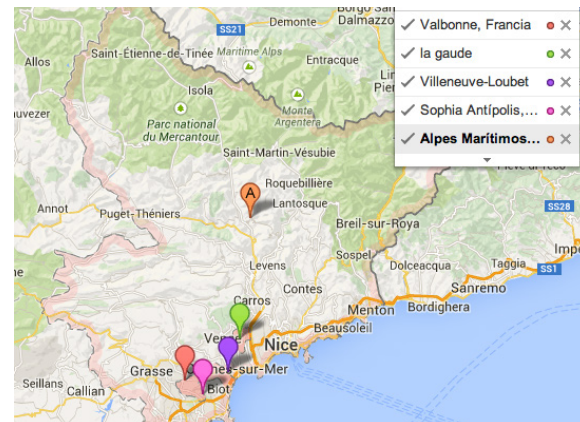 Valbonne, Francia
la gaude
Villeneuve-Loubet
Sophia Antípolis,...
Alpes Marítimos...
SS21
Demonte
Dalmazzo
Allos
Saint-Étienne-de-Tinée
Maritime Alps
Entracque
Isola
Parc national
du Mercantour
Monte
Argentera
Saint-Martin-Vésubie
Roquebillière
A
Lantosque
Annot
Puget-Théniers
Breil-sur-Roya
SS28
Levens
Sospel
Dolceacqua
Taggia
SS1
Carros
Contes
Menton
Bordighera
Sanremo
Beausoleil
Nice
Grasse
Biot
Seillans
Callian